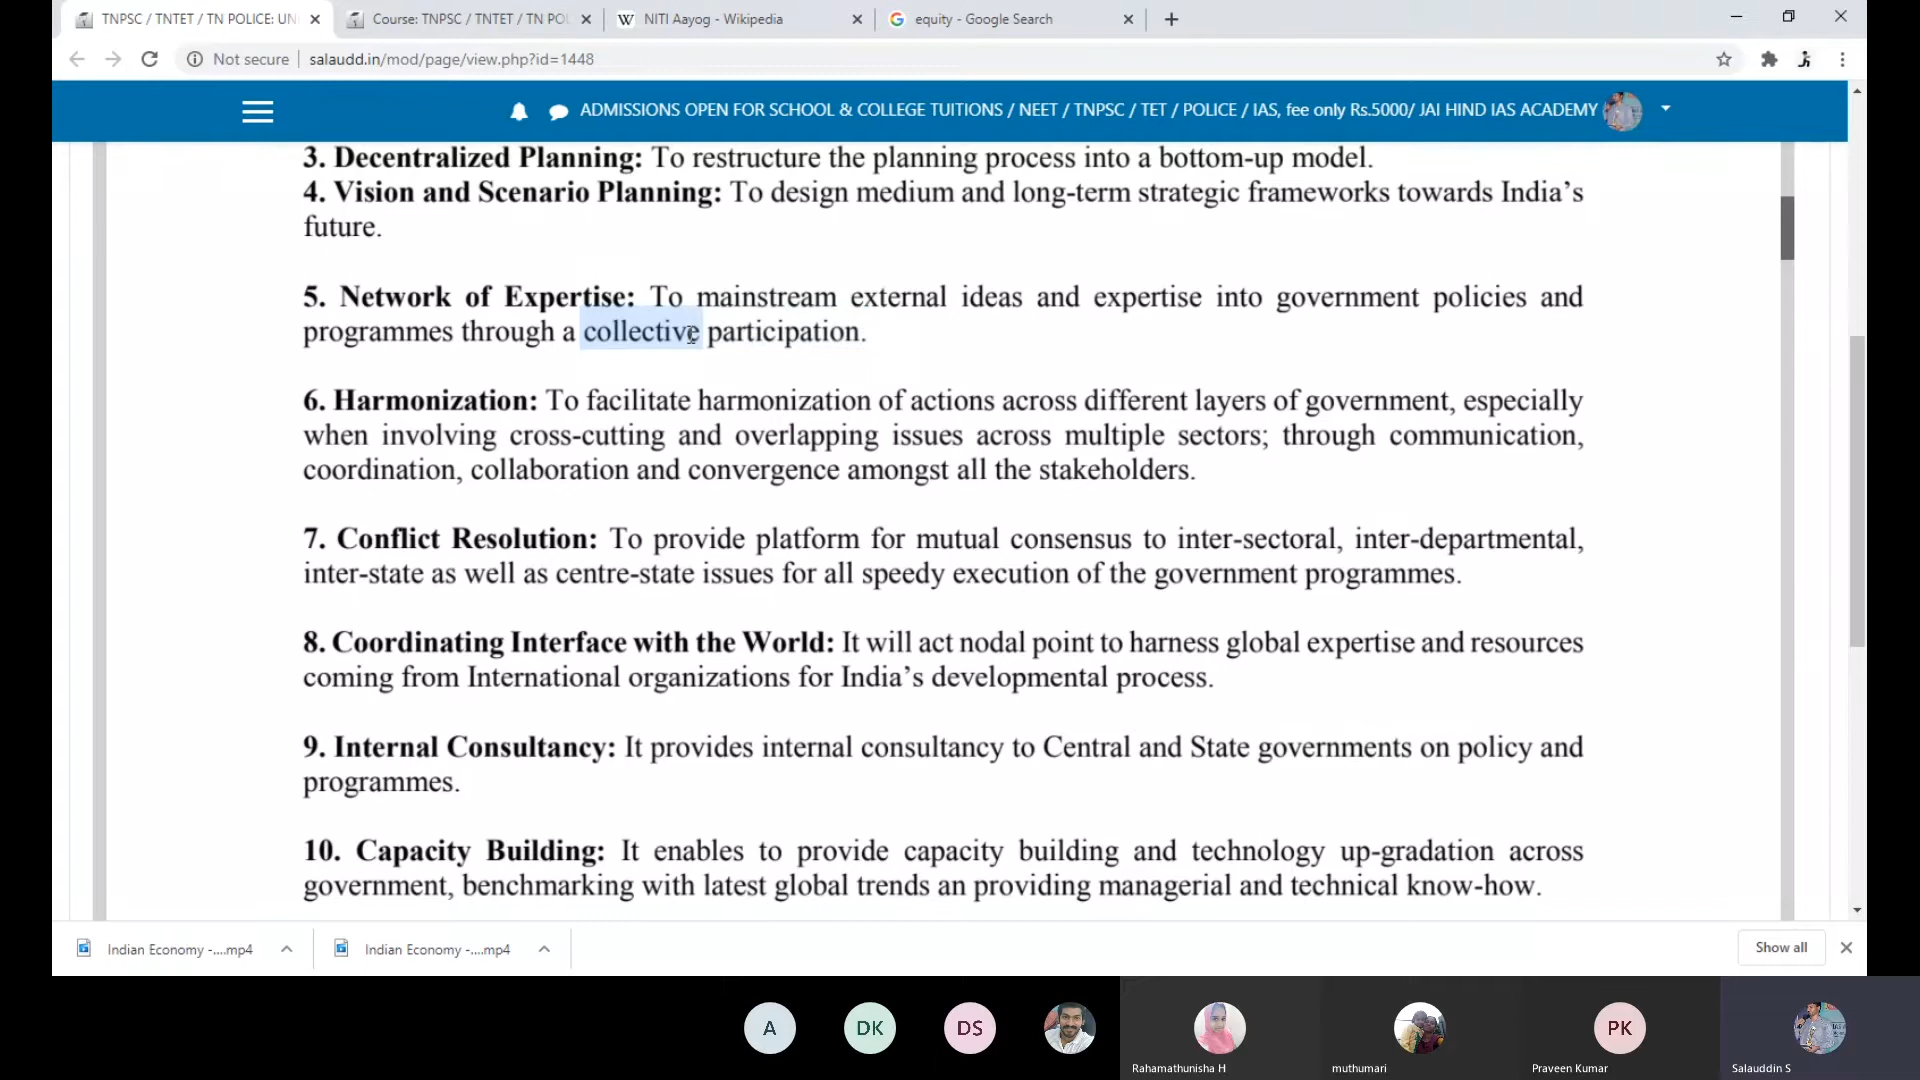 TNPSC / TNTET / TN POLICE: UN
Course: TNPSC / TNTET / TN PO
NITI Aayog - Wikipedia
equity - Google Search
Not secure
salaudd.in/mod/page/view.php?id=1448
ADMISSIONS OPEN FOR SCHOOL & COLLEGE TUITIONS / NEET / TNPSC / TET / POLICE / IAS, fee only Rs.5000/ JAI HIND IAS ACADEMY
3. Decentralized Planning: To restructure the planning process into a bottom-up model.
4. Vision and Scenario Planning: To design medium and long-term strategic frameworks towards India’s
future.
5. Network of Expertise: To mainstream external ideas and expertise into government policies and
programmes through a collective participation.
6. Harmonization: To facilitate harmonization of actions across different layers of government, especially
when involving cross-cutting and overlapping issues across multiple sectors; through communication,
coordination, collaboration and convergence amongst all the stakeholders.
7. Conflict Resolution: To provide platform for mutual consensus to inter-sectoral, inter-departmental,
inter-state as well as centre-state issues for all speedy execution of the government programmes.
8. Coordinating Interface with the World: It will act nodal point to harness global expertise and resources
coming from International organizations for India’s developmental process.
9. Internal Consultancy: It provides internal consultancy to Central and State governments on policy and
programmes.
10. Capacity Building: It enables to provide capacity building and technology up-gradation across
government, benchmarking with latest global trends an providing managerial and technical know-how.
Indian Economy -....mp4
Indian Economy -....mp4
Show all
A
DK
DS
PK
Rahamathunisha H
muthumari
Praveen Kumar
Salauddin S